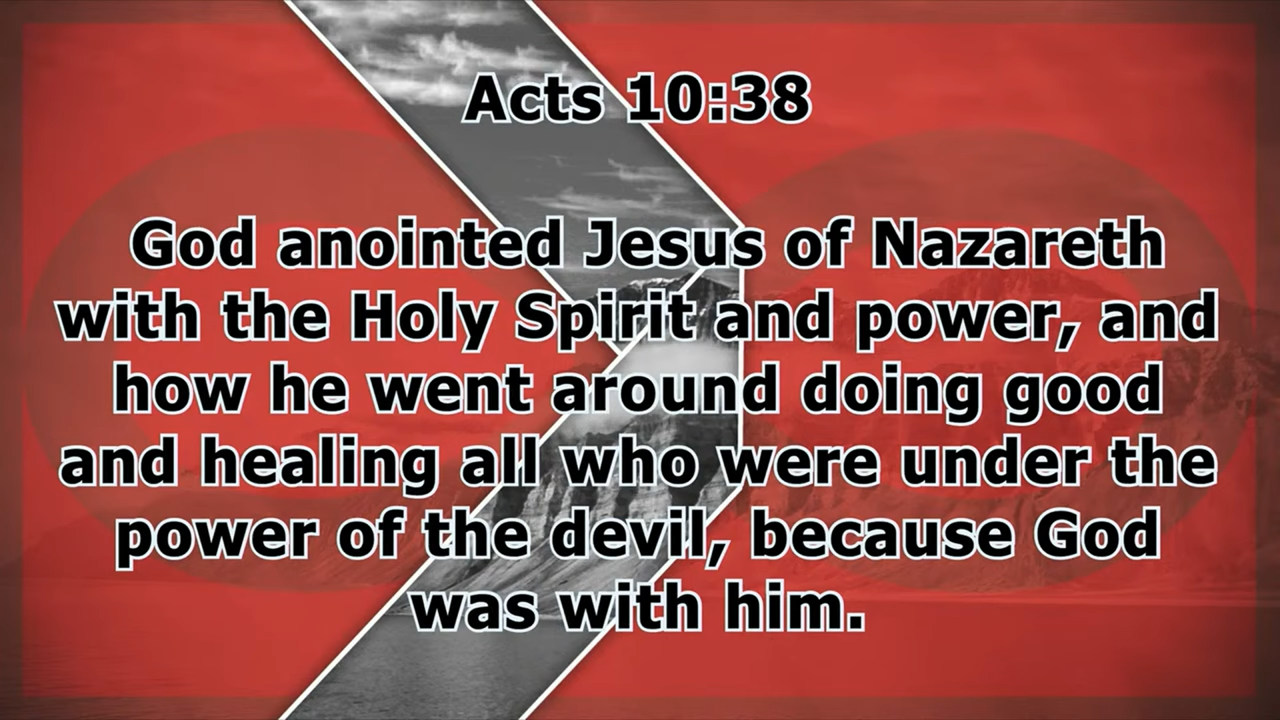 Acts 10:38
God anointed Jesus of Nazareth
with the Holy Spirit and power, and
how he went around doing good
and healing all who were under the
power of the devil, because God
was with him.